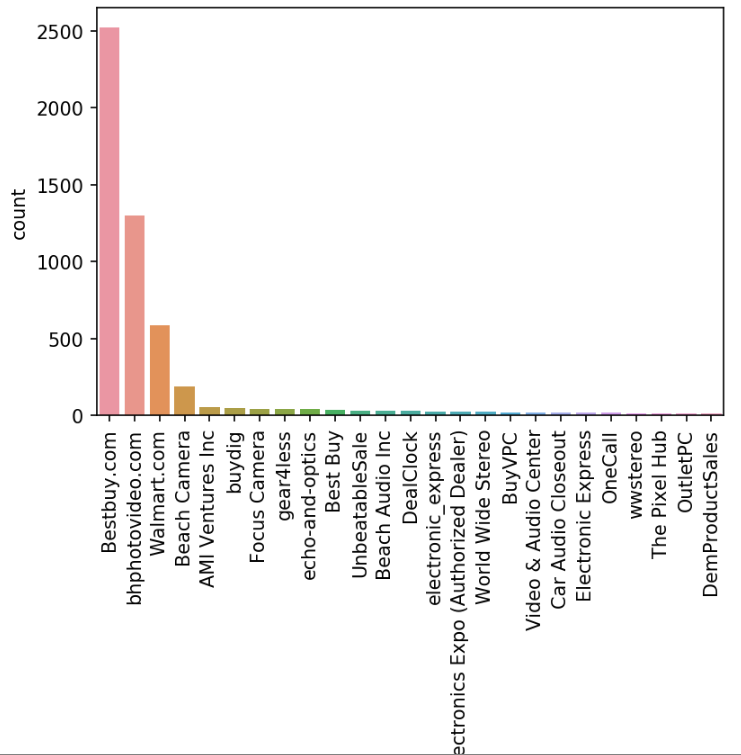 2500
2000
1500
1000
500
0
count
Bestbuy.com
bhphotovideo.com
Walmart.com
Beach Camera
AMI Ventures Inc
buydig
Focus Camera
gear4less
echo-and-optics
Best Buy
UnbeatableSale
Beach Audio Inc
DealClock
electronic_express
ectronics Expo (Authorized Dealer)
World Wide Stereo
BuyVPC
Video & Audio Center
Car Audio Closeout
Electronic Express
OneCall
wwstereo
The Pixel Hub
OutletPC
DemProductSales